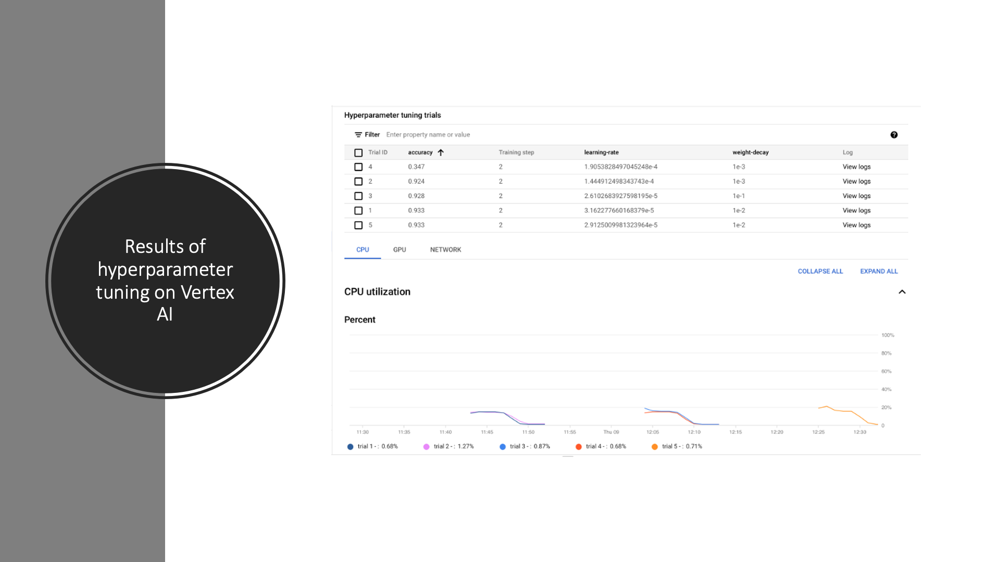 Results of
hyperparameter
tuning on Vertex
AI
Hyperparameter tuning trials
Filter Enter property name or value
Trial ID accuracy Training step learning-rate weight-decay Log
4 0.347 2 1.9053828497045248e-4 1e-3 View logs
2 0.924 2 1.444912498343743e-4 1e-3 View logs
3 0.928 2 2.6102683927598195e-5 1e-1 View logs
1 0.933 2 3.162277660168379e-5 1e-2 View logs
5 0.933 2 2.9125009981323964e-5 1e-2 View logs
CPU GPU NETWORK
COLLAPSE ALL EXPAND ALL
CPU utilization
Percent
100%
80%
60%
40%
20%
0
11:30 11:35 11:40 11:45 11:50 11:55 Thu 09 12:05 12:10 12:15 12:20 12:25 12:30
trial 1 - : 0.68% trial 2 - : 1.27% trial 3 - : 0.87% trial 4 - : 0.68% trial 5 - : 0.71%